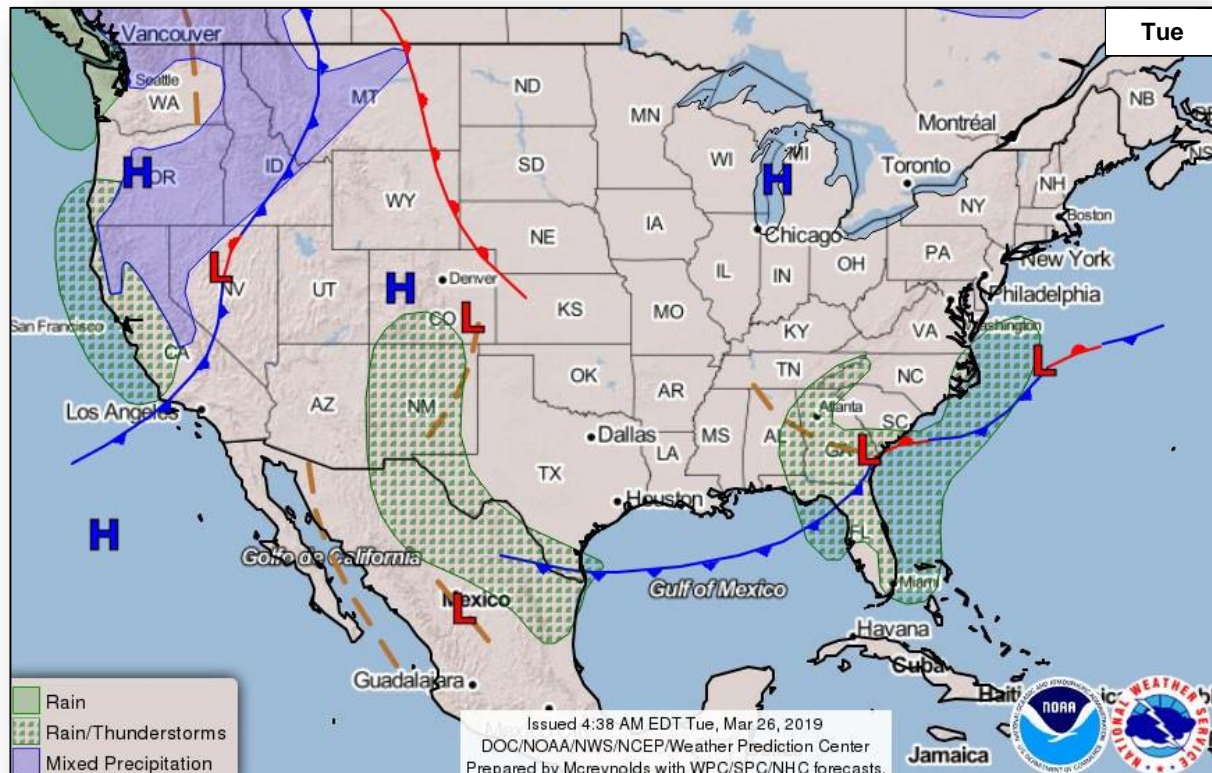 Tue
Vancouver
Seattle
WA
MT
ND
MN
NB
Montréal
OR
ID
SD
WI
MI
Toronto
NS
H
H
WY
NY
NH
Boston
IA
Chicago
NE
PA
New York
L
NV
UT
H
Denver
IL
IN
OH
Philadelphia
San Francisco
CO
L
KS
MO
KY
VA
Washington
CA
L
TN
NC
OK
AR
Los Angeles
AZ
NM
Atlanta
SC
Dallas
MS
AL
GA
L
LA
TX
Houston
H
FL
Golfo de California
Miami
Gulf of Mexico
Mexico
L
Havana
Cuba
Guadalajara
Jamaica
Rain
Rain/Thunderstorms
Mixed Precipitation
Issued 4:38 AM EDT Tue, Mar 26, 2019
DOC/NOAA/NWS/NCEP/Weather Prediction Center
Prepared by Mcreynolds with WPC/SPC/NHC forecasts.
NOAA
NATIONAL WEATHER SERVICE